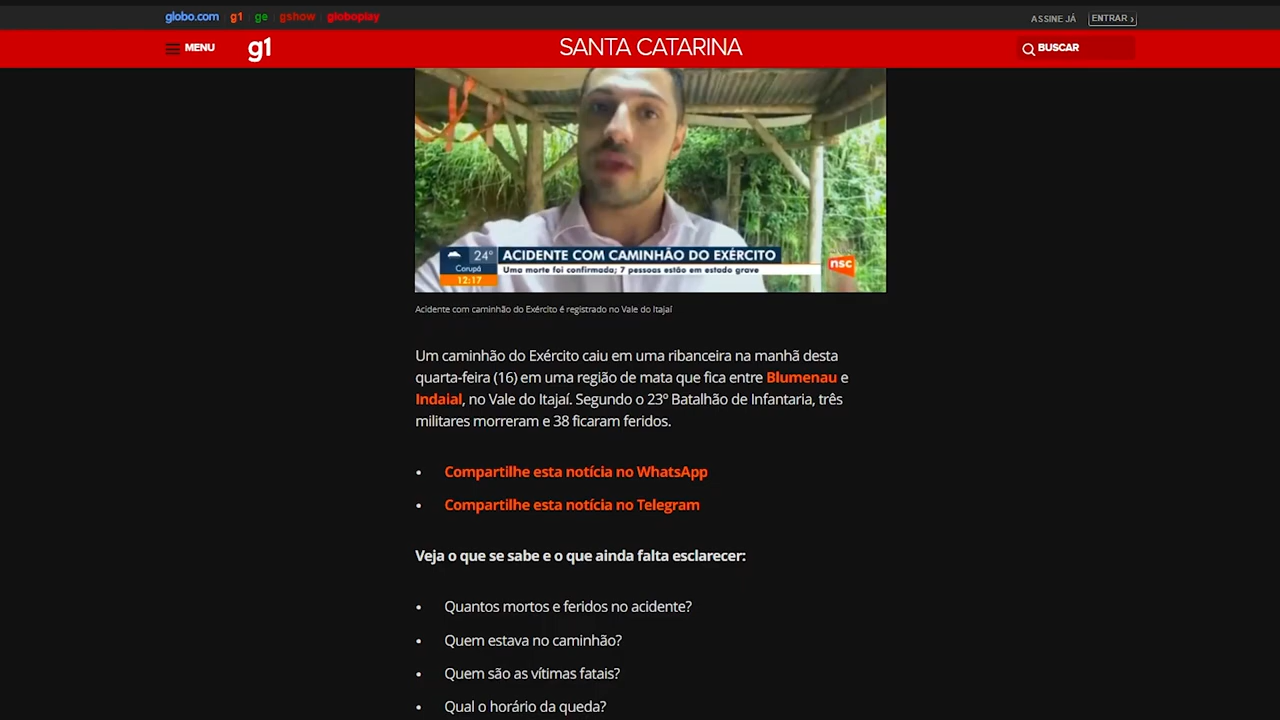 globo.com g1 ge gshow globoplay ASSINE JÁ ENTRAR ›
MENU g1 SANTA CATARINA BUSCAR
24° ACIDENTE COM CAMINHÃO DO EXÉRCITO
Corupá Uma morte foi confirmada; 7 pessoas estão em estado grave nsc
12:17
Acidente com caminhão do Exército é registrado no Vale do Itajaí
Um caminhão do Exército caiu em uma ribanceira na manhã desta
quarta-feira (16) em uma região de mata que fica entre Blumenau e
Indaial, no Vale do Itajaí. Segundo o 23º Batalhão de Infantaria, três
militares morreram e 38 ficaram feridos.
• Compartilhe esta notícia no WhatsApp
• Compartilhe esta notícia no Telegram
Veja o que se sabe e o que ainda falta esclarecer:
• Quantos mortos e feridos no acidente?
• Quem estava no caminhão?
• Quem são as vítimas fatais?
• Qual o horário da queda?